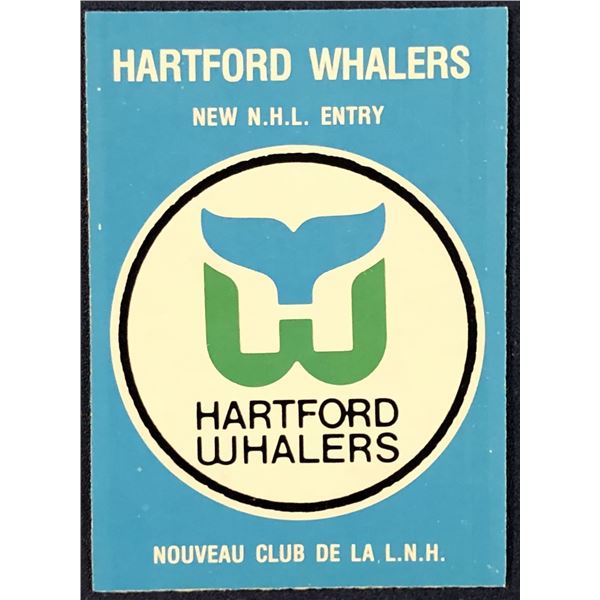 HARTFORD WHALERS
NEW N.H.L. ENTRY
HARTFORD
WHALERS
NOUVEAU CLUB DE LA L.N.H.